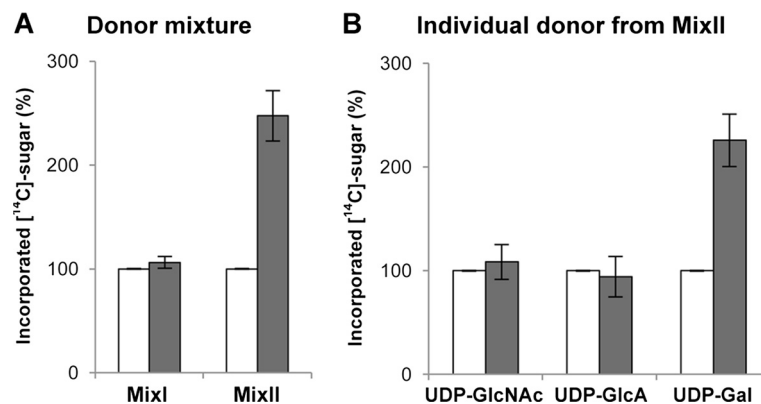 A Donor mixture
Incorporated [¹⁴C]-sugar (%)
300
200
100
0
MixI MixII
B Individual donor from MixII
Incorporated [¹⁴C]-sugar (%)
300
200
100
0
UDP-GlcNAc UDP-GlcA UDP-Gal